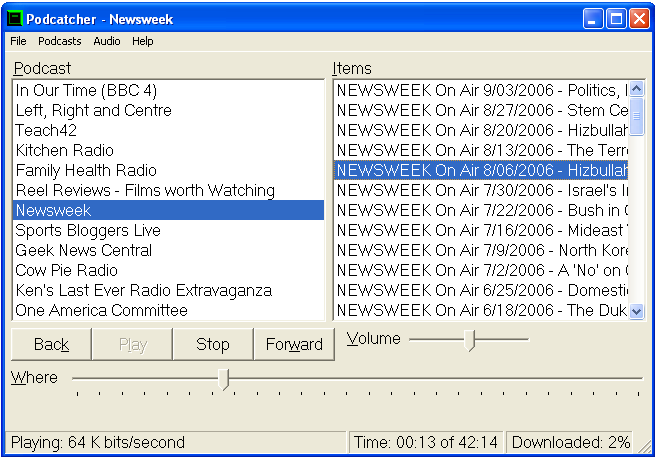 Podcatcher - Newsweek
File Podcasts Audio Help
Podcast
In Our Time (BBC 4)
Left, Right and Centre
Teach42
Kitchen Radio
Family Health Radio
Reel Reviews - Films worth Watching
Newsweek
Sports Bloggers Live
Geek News Central
Cow Pie Radio
Ken's Last Ever Radio Extravaganza
One America Committee
Items
NEWSWEEK On Air 9/03/2006 - Politics,
NEWSWEEK On Air 8/27/2006 - Stem Ce
NEWSWEEK On Air 8/20/2006 - Hizbullah
NEWSWEEK On Air 8/13/2006 - The Terr
NEWSWEEK On Air 8/06/2006 - Hizbullah
NEWSWEEK On Air 7/30/2006 - Israel's I
NEWSWEEK On Air 7/22/2006 - Bush in
NEWSWEEK On Air 7/16/2006 - Mideast
NEWSWEEK On Air 7/9/2006 - North Kore
NEWSWEEK On Air 7/2/2006 - A 'No' on
NEWSWEEK On Air 6/25/2006 - Domesti
NEWSWEEK On Air 6/18/2006 - The Duk
Back Play Stop Forward Volume
Where
Playing: 64 K bits/second Time: 00:13 of 42:14 Downloaded: 2%